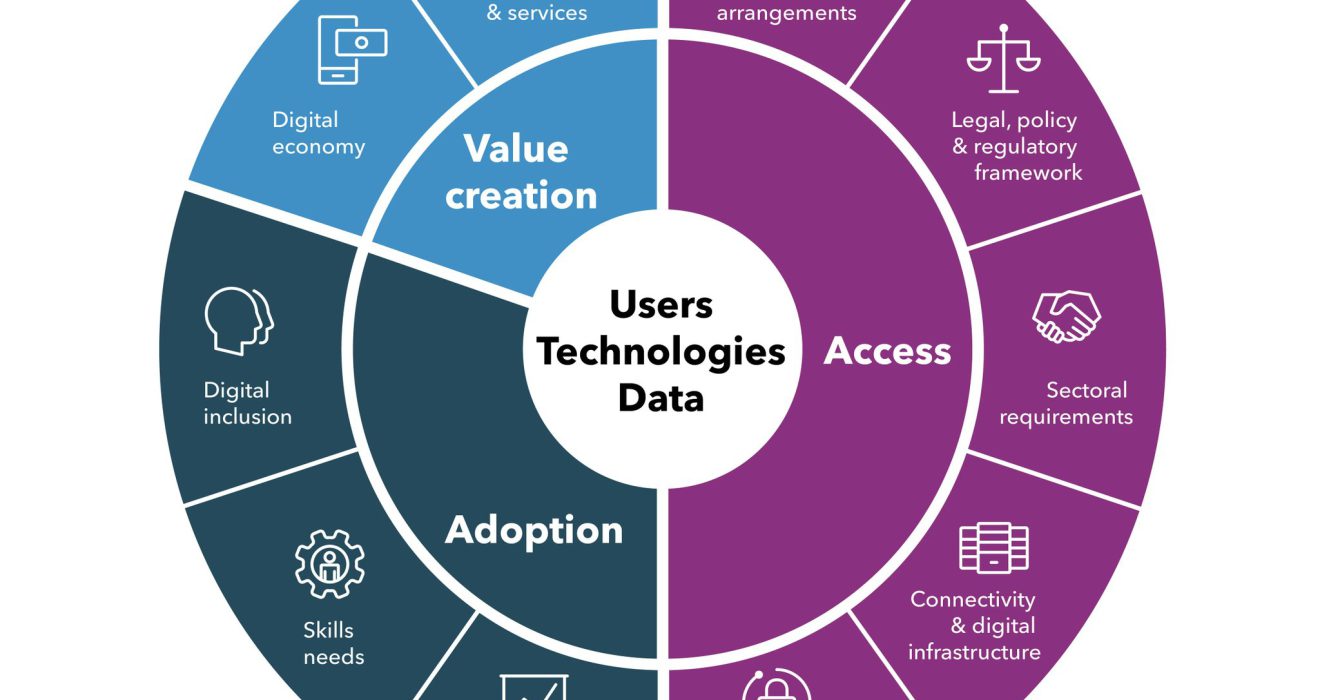 & services
arrangements
Digital
economy
Legal, policy
& regulatory
framework
Value
creation
Users
Technologies
Data
Access
Digital
inclusion
Sectoral
requirements
Adoption
Skills
needs
Connectivity
& digital
infrastructure